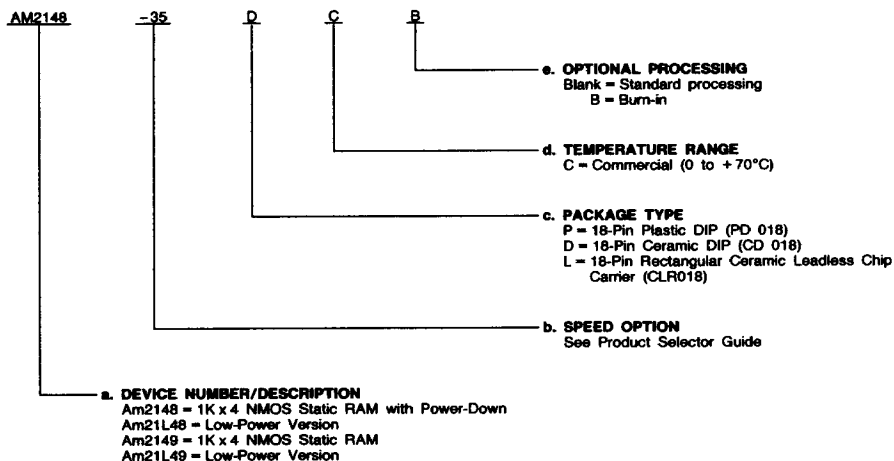 AM2148 -35 D C B
e. OPTIONAL PROCESSING
Blank = Standard processing
B = Burn-in
d. TEMPERATURE RANGE
C = Commercial (0 to +70°C)
c. PACKAGE TYPE
P = 18-Pin Plastic DIP (PD 018)
D = 18-Pin Ceramic DIP (CD 018)
L = 18-Pin Rectangular Ceramic Leadless Chip
Carrier (CLR018)
b. SPEED OPTION
See Product Selector Guide
a. DEVICE NUMBER/DESCRIPTION
Am2148 = 1K x 4 NMOS Static RAM with Power-Down
Am21L48 = Low-Power Version
Am2149 = 1K x 4 NMOS Static RAM
Am21L49 = Low-Power Version